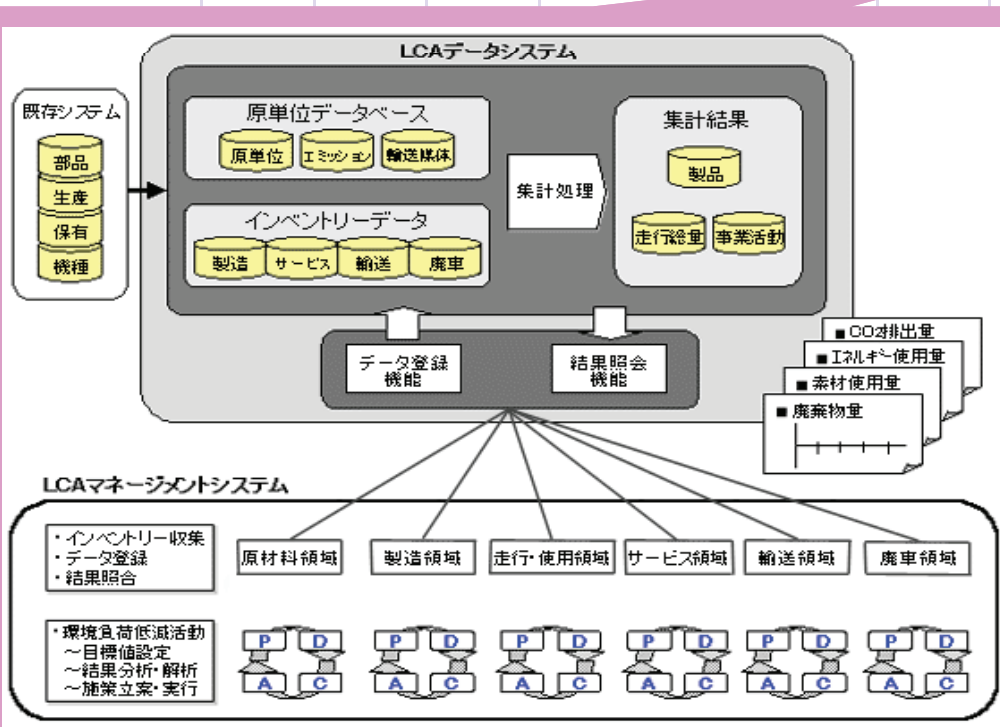 LCAデータシステム
既存システム
部品
生産
保有
機種
原単位データベース
原単位
エミッション
輸送媒体
インベントリーデータ
製造
サービス
輸送
廃車
集計処理
集計結果
製品
走行総量
事業活動
データ登録
機能
結果照会
機能
■CO2排出量
■エネルギー使用量
■素材使用量
■廃棄物量
LCAマネージメントシステム
・インベントリー収集
・データ登録
・結果照合
原材料領域
製造領域
走行・使用領域
サービス領域
輸送領域
廃車領域
・環境負荷低減活動
～目標値設定
～結果分析・解析
～施策立案・実行
P D
A C
P D
A C
P D
A C
P D
A C
P D
A C
P D
A C